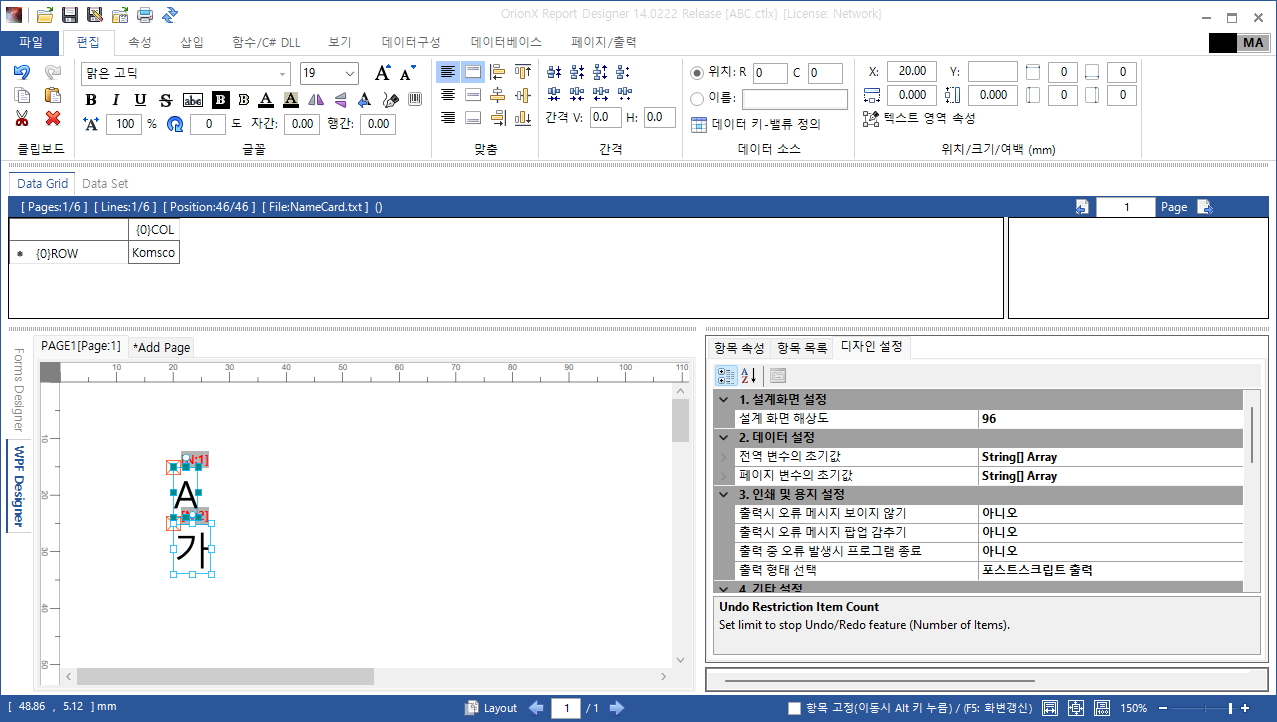 OrionX Report Designer 14.0222 Release [ABC.ctlx] [License: Network]
파일 편집 속성 삽입 함수/C# DLL 보기 데이터구성 데이터베이스 페이지/출력 MA
맑은 고딕 19 A A 위치: R 0 C 0 X: 20.00 Y: 0 0
B I U S abc B B A A 이름: 0.000 0.000 0 0
A 100 % 0 도 자간: 0.00 행간: 0.00 간격 V: 0.0 H: 0.0 데이터 키-밸류 정의 텍스트 영역 속성
클립보드 글꼴 맞춤 간격 데이터 소스 위치/크기/여백 (mm)
Data Grid Data Set
[ Pages:1/6 ] [ Lines:1/6 ] [ Position:46/46 ] [ File:NameCard.txt ] () 1 Page
{0}COL
{0}ROW Komsco
Forms Designer
WPF Designer
PAGE1[Page:1] *Add Page
10 20 30 40 50 60 70 80 90 100 110
10
20
30
40
50
A
가
항목 속성 항목 목록 디자인 설정
1. 설계화면 설정
설계 화면 해상도 96
2. 데이터 설정
전역 변수의 초기값 String[] Array
페이지 변수의 초기값 String[] Array
3. 인쇄 및 용지 설정
출력시 오류 메시지 보이지 않기 아니오
출력시 오류 메시지 팝업 감추기 아니오
출력 중 오류 발생시 프로그램 종료 아니오
출력 형태 선택 포스트스크립트 출력
4. 기타 설정
Undo Restriction Item Count
Set limit to stop Undo/Redo feature (Number of Items).
[ 48.86 , 5.12 ] mm Layout 1 / 1 항목 고정(이동시 Alt 키 누름) / (F5: 화변갱신) 150%